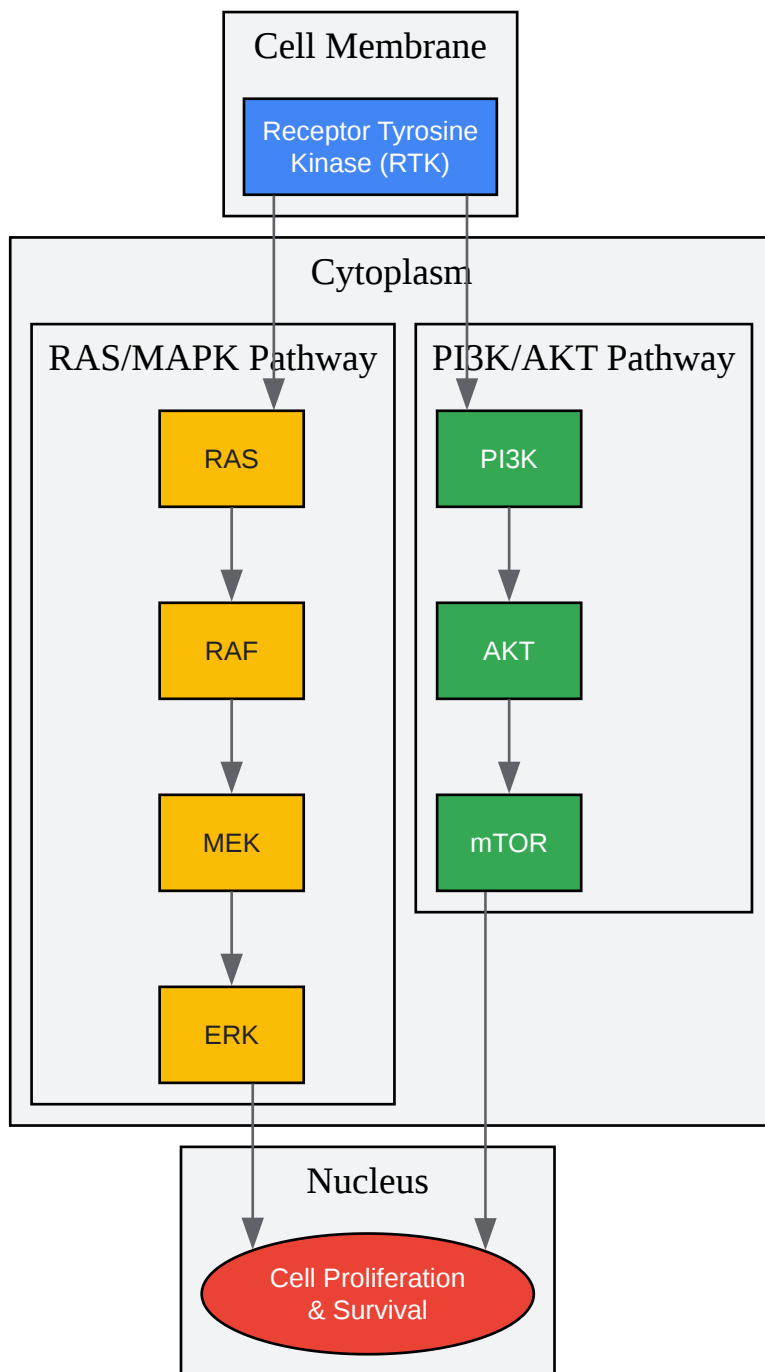 Cell Membrane
Receptor Tyrosine
Kinase (RTK)
Cytoplasm
RAS/MAPK Pathway
RAS
RAF
MEK
ERK
PI3K/AKT Pathway
PI3K
AKT
mTOR
Nucleus
Cell Proliferation
& Survival